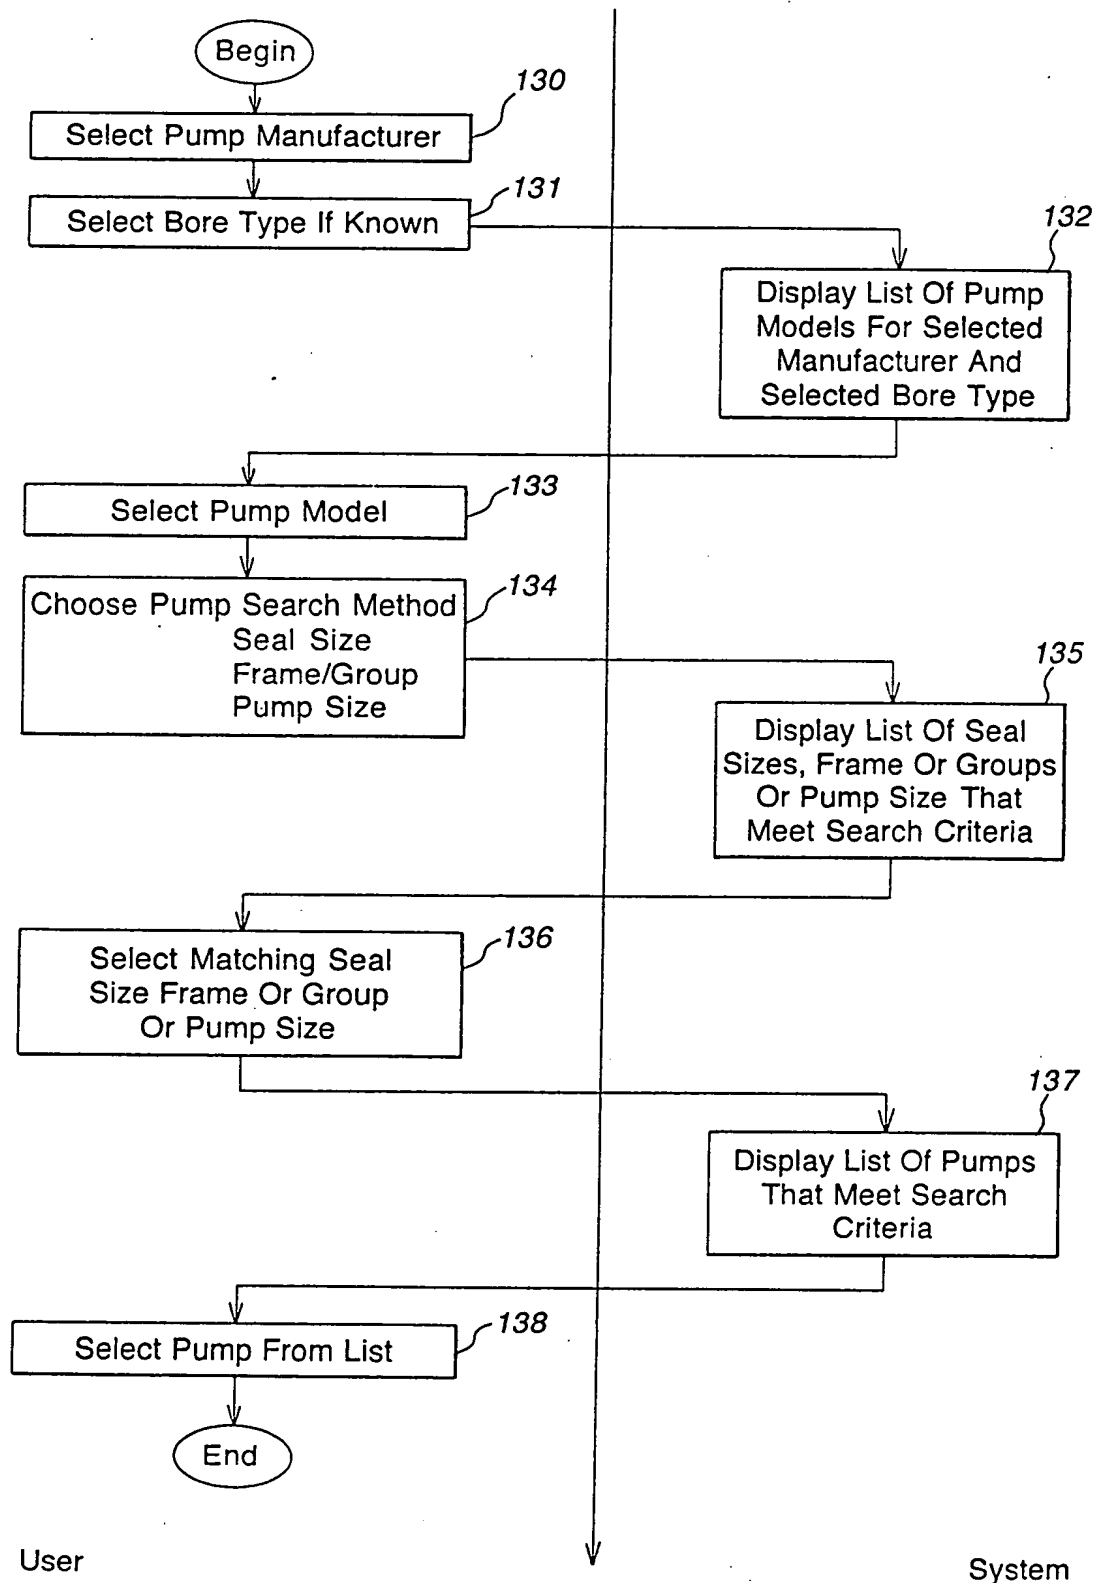 Begin
130
Select Pump Manufacturer
131
Select Bore Type If Known
132
Display List Of Pump
Models For Selected
Manufacturer And
Selected Bore Type
133
Select Pump Model
134
Choose Pump Search Method
Seal Size
Frame/Group
Pump Size
135
Display List Of Seal
Sizes, Frame Or Groups
Or Pump Size That
Meet Search Criteria
136
Select Matching Seal
Size Frame Or Group
Or Pump Size
137
Display List Of Pumps
That Meet Search
Criteria
138
Select Pump From List
End
User
System